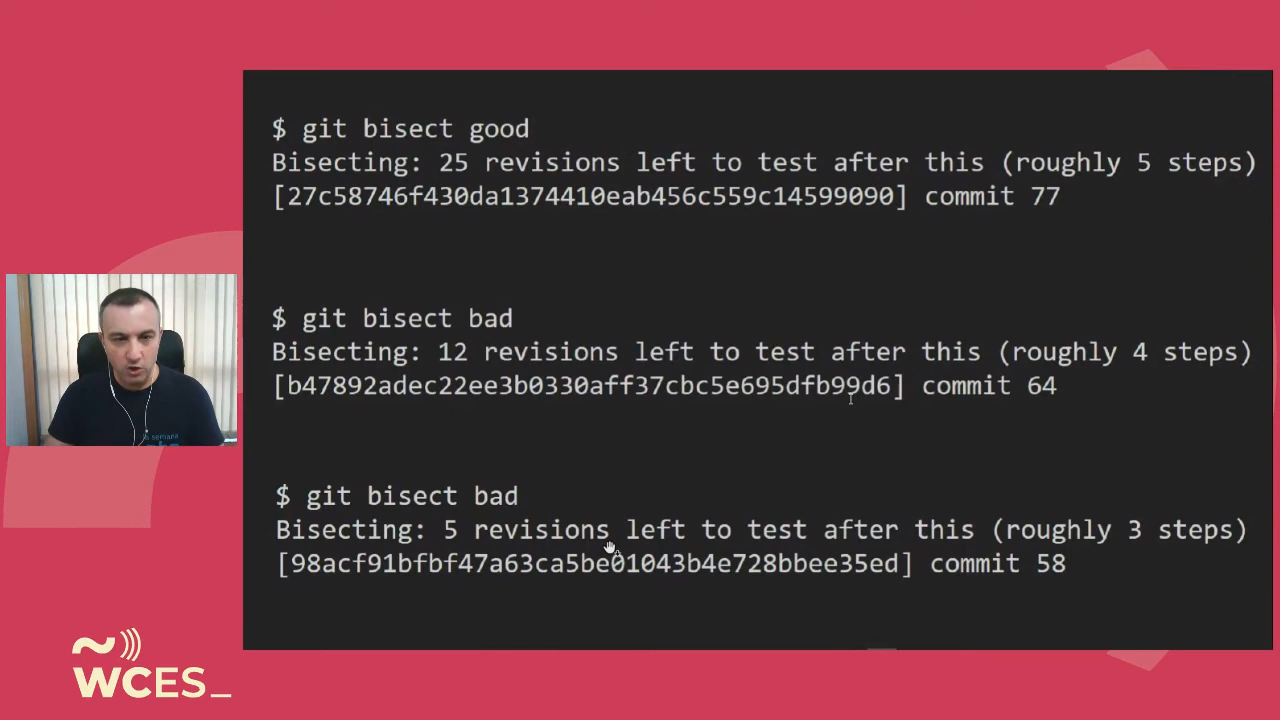 $ git bisect good
Bisecting: 25 revisions left to test after this (roughly 5 steps)
[27c58746f430da1374410eab456c559c14599090] commit 77
$ git bisect bad
Bisecting: 12 revisions left to test after this (roughly 4 steps)
[b47892adec22ee3b0330aff37cbc5e695dfb99d6] commit 64
$ git bisect bad
Bisecting: 5 revisions left to test after this (roughly 3 steps)
[98acf91bfbf47a63ca5be01043b4e728bbee35ed] commit 58
la semana
WCES_